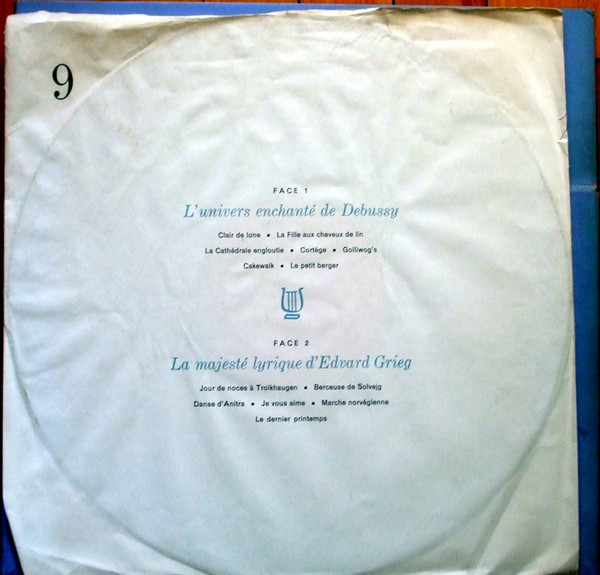 9
FACE 1
L'univers enchanté de Debussy
Clair de lune • La Fille aux cheveux de lin
La Cathédrale engloutie • Cortège • Golliwog's
Cakewalk • Le petit berger
FACE 2
La majesté lyrique d'Edvard Grieg
Jour de noces à Trolkhaugen • Berceuse de Solvejg
Danse d'Anitra • Je vous aime • Marche norvégienne
Le dernier printemps